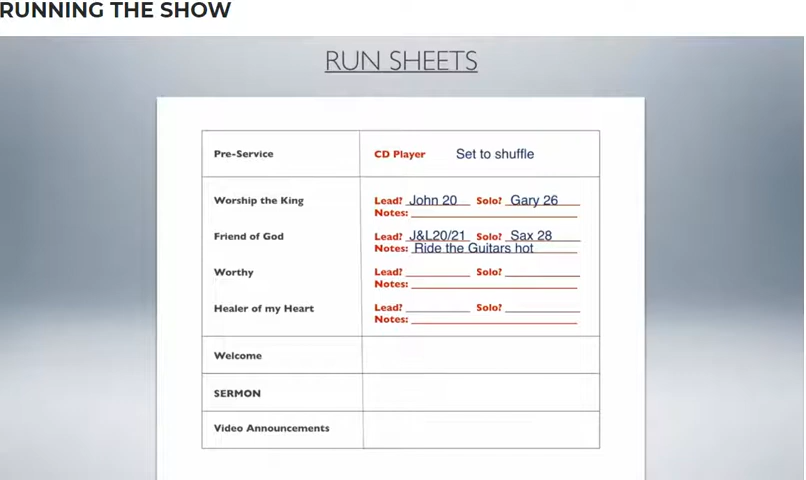 RUNNING THE SHOW
RUN SHEETS
Pre-Service CD Player Set to shuffle
Worship the King Lead? John 20 Solo? Gary 26
Notes:
Friend of God Lead? J&L20/21 Solo? Sax 28
Notes: Ride the Guitars hot
Worthy Lead? Solo?
Notes:
Healer of my Heart Lead? Solo?
Notes:
Welcome
SERMON
Video Announcements